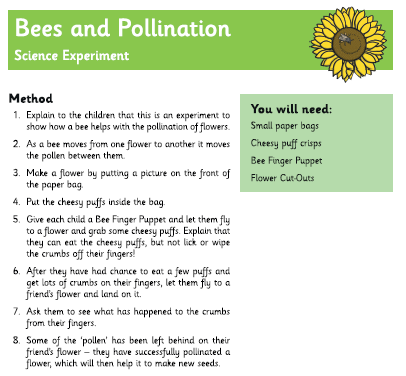 Bees and Pollination
Science Experiment
Method
1. Explain to the children that this is an experiment to
show how a bee helps with the pollination of flowers.
2. As a bee moves from one flower to another it moves
the pollen between them.
3. Make a flower by putting a picture on the front of
the paper bag.
4. Put the cheesy puffs inside the bag.
5. Give each child a Bee Finger Puppet and let them fly
to a flower and grab some cheesy puffs. Explain that
they can eat the cheesy puffs, but not lick or wipe
the crumbs off their fingers!
6. After they have had chance to eat a few puffs and
get lots of crumbs on their fingers, let them fly to a
friend's flower and land on it.
7. Ask them to see what has happened to the crumbs
from their fingers.
8. Some of the 'pollen' has been left behind on their
friend's flower – they have successfully pollinated a
flower, which will then help it to make new seeds.
You will need:
Small paper bags
Cheesy puff crisps
Bee Finger Puppet
Flower Cut-Outs